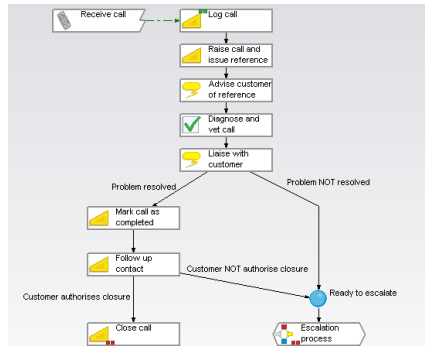 Receive call
Log call
Raise call and
issue reference
Advise customer
of reference
Diagnose and
vet call
Liaise with
customer
Problem resolved
Problem NOT resolved
Mark call as
completed
Follow up
contact
Customer NOT authorise closure
Customer authorises closure
Ready to escalate
Close call
Escalation
process